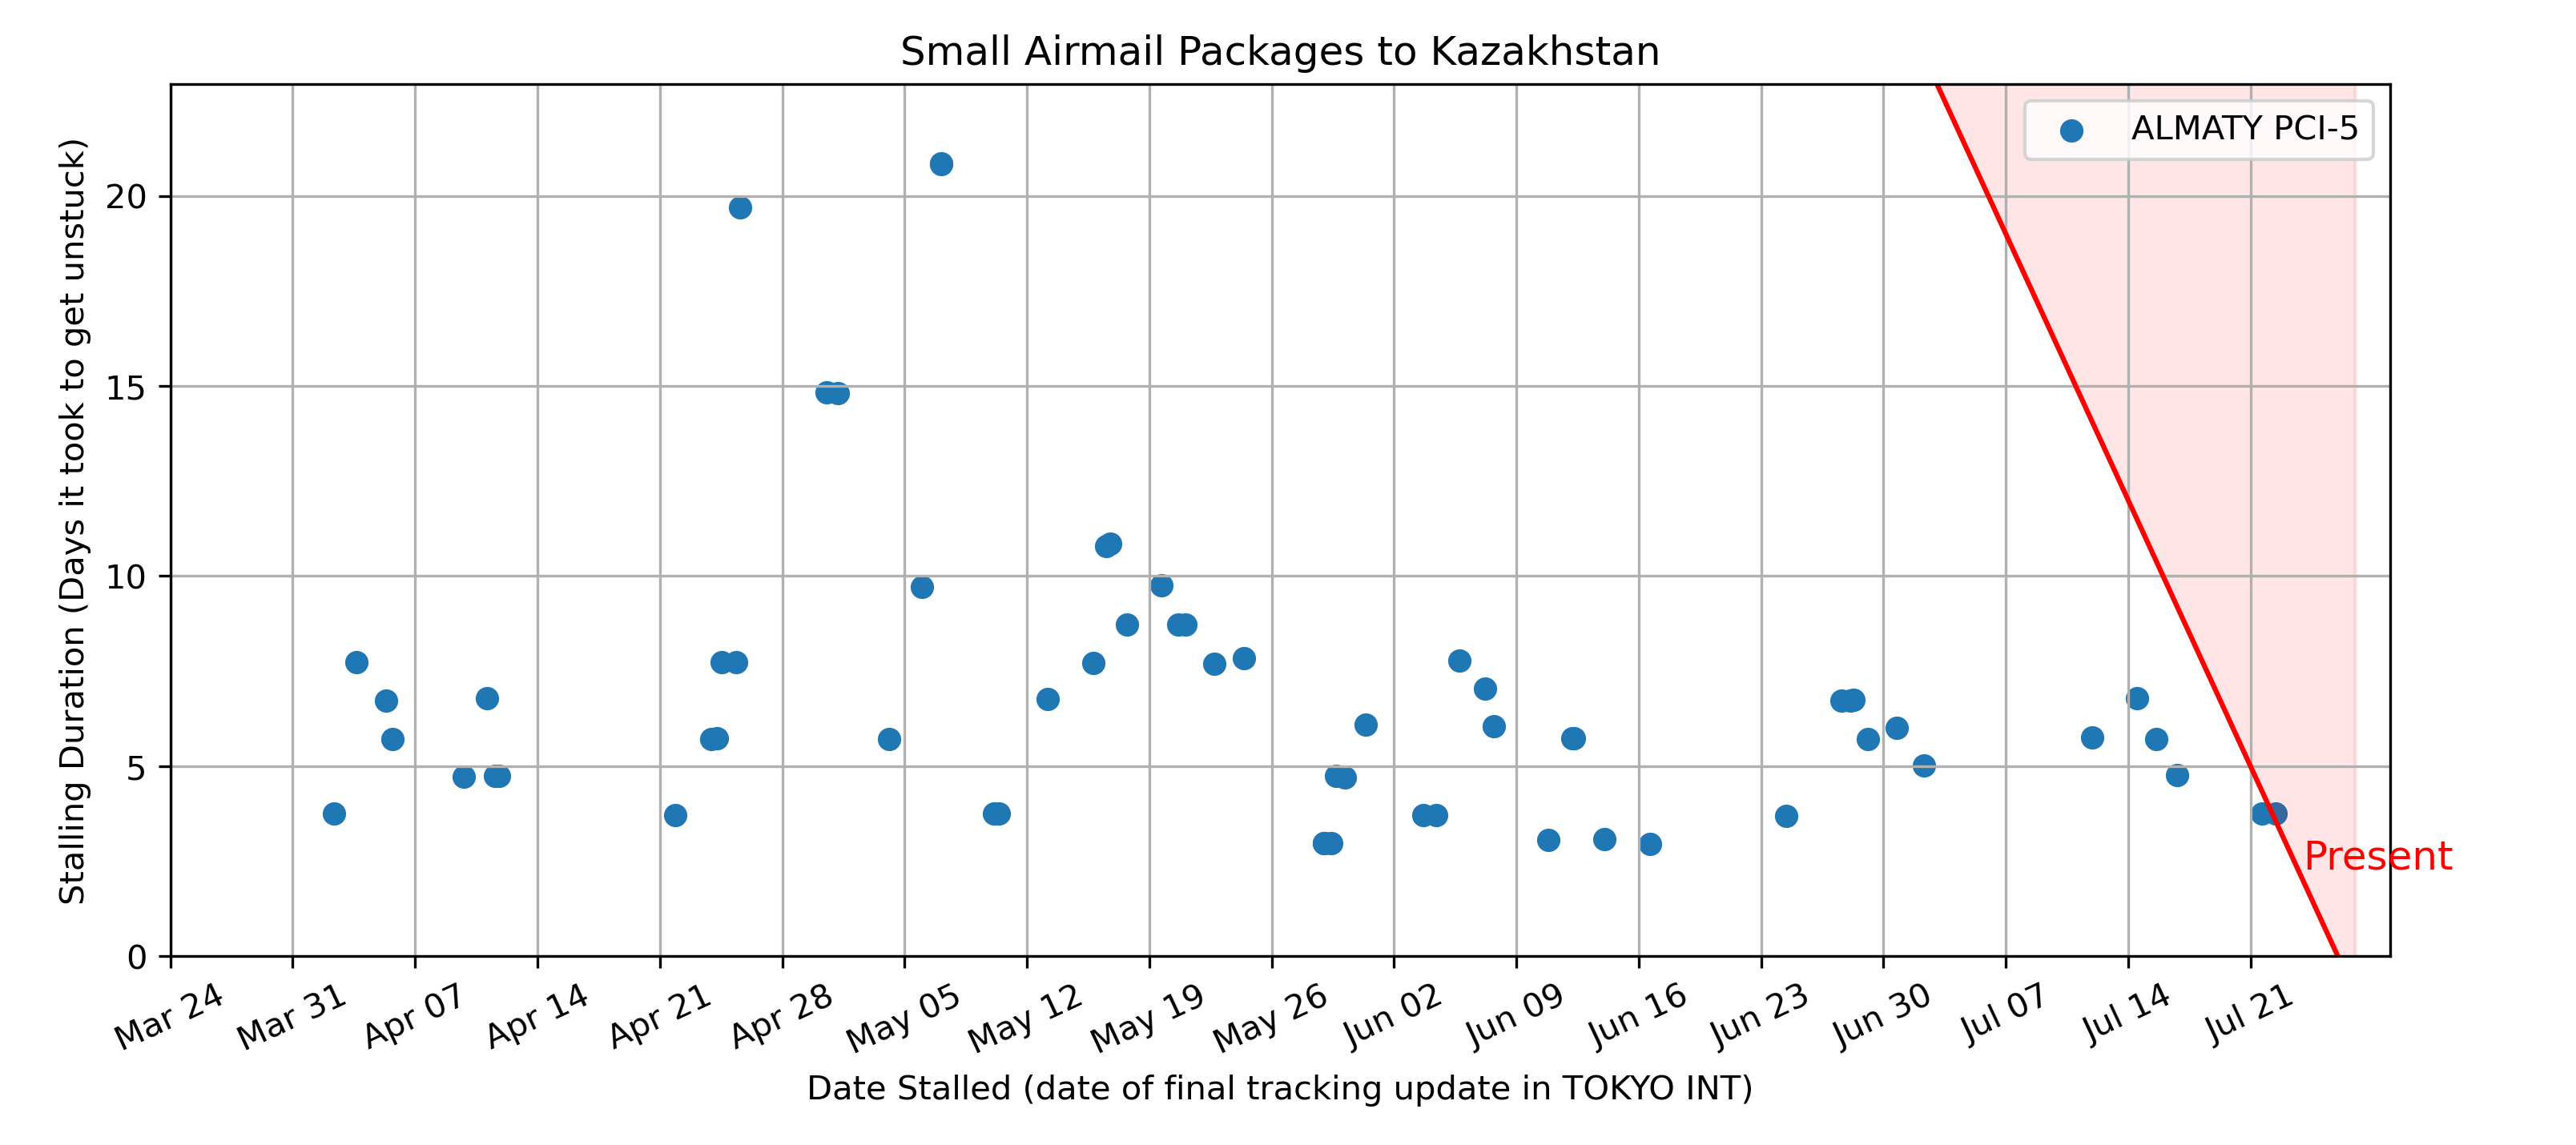 Small Airmail Packages to Kazakhstan
ALMATY PCI-5
Stalling Duration (Days it took to get unstuck)
20
15
10
5
0
Present
Mar 24
Mar 31
Apr 07
Apr 14
Apr 21
Apr 28
May 05
May 12
May 19
May 26
Jun 02
Jun 09
Jun 16
Jun 23
Jun 30
Jul 07
Jul 14
Jul 21
Date Stalled (date of final tracking update in TOKYO INT)